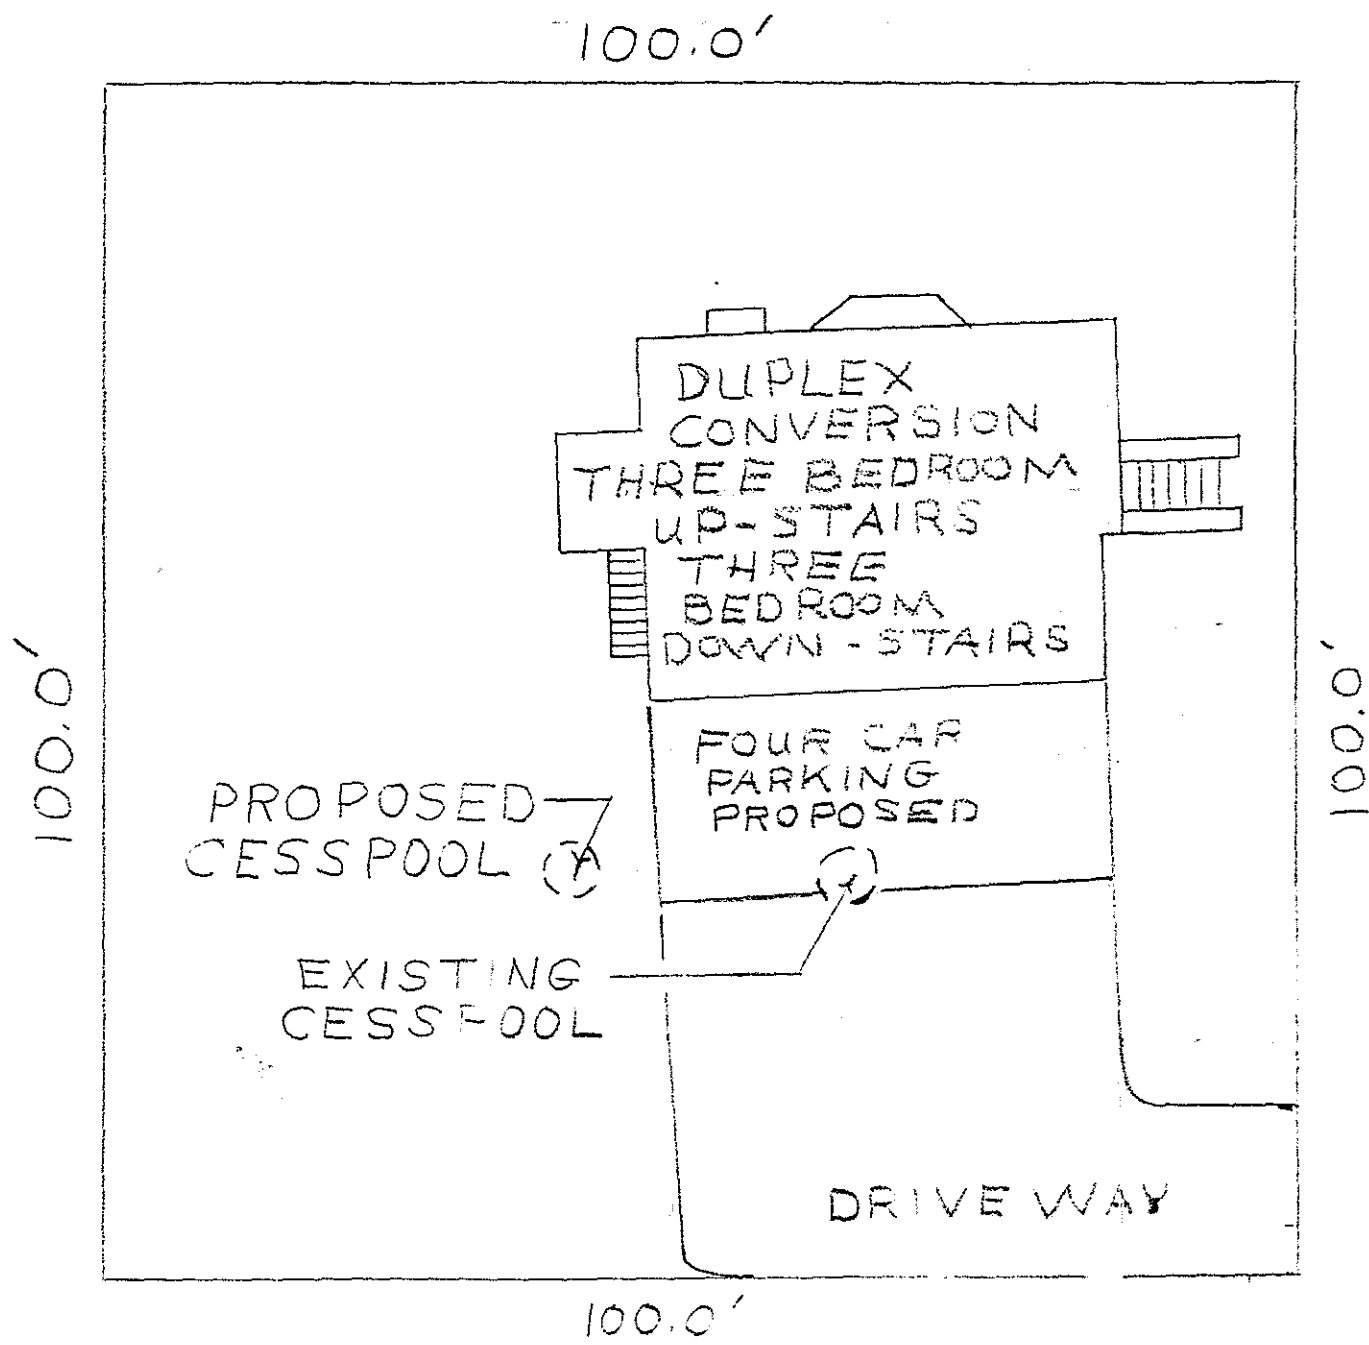 100.0'
DUPLEX
CONVERSION
THREE BEDROOM
UP-STAIRS
THREE
BEDROOM
DOWN-STAIRS
100.0'
100.0'
FOUR CAR
PARKING
PROPOSED
PROPOSED
CESSPOOL
EXISTING
CESSPOOL
DRIVE WAY
100.0'